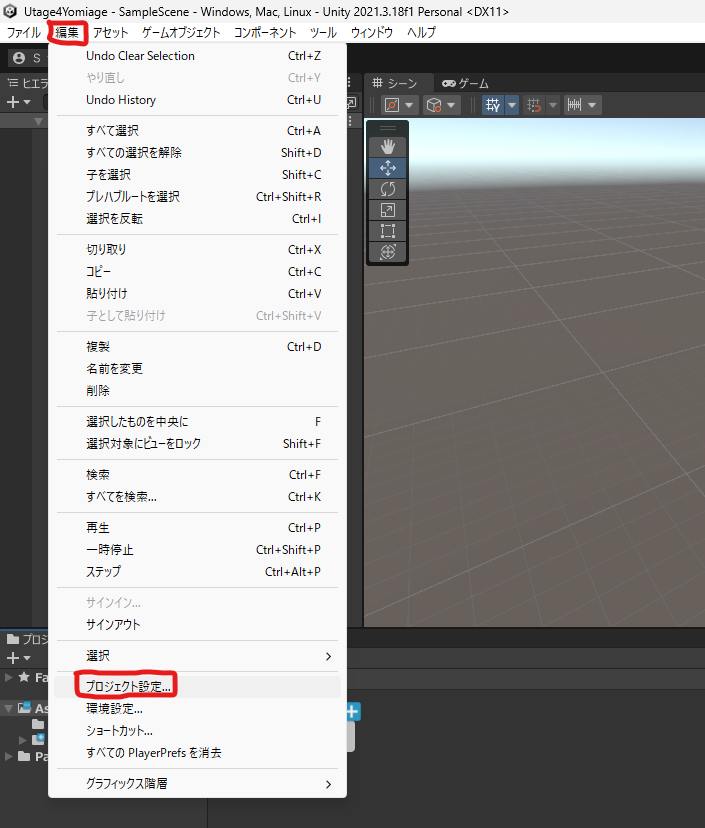 Utage4Yomiage - SampleScene - Windows, Mac, Linux - Unity 2021.3.18f1 Personal <DX11>
ファイル 編集 アセット ゲームオブジェクト コンポーネント ツール ウィンドウ ヘルプ
S
ヒエラ
シーン ゲーム
Undo Clear Selection Ctrl+Z
やり直し Ctrl+Y
Undo History Ctrl+U
すべて選択 Ctrl+A
すべての選択を解除 Shift+D
子を選択 Shift+C
プレハブルートを選択 Ctrl+Shift+R
選択を反転 Ctrl+I
切り取り Ctrl+X
コピー Ctrl+C
貼り付け Ctrl+V
子として貼り付け Ctrl+Shift+V
複製 Ctrl+D
名前を変更
削除
選択したものを中央に F
選択対象にビューをロック Shift+F
検索 Ctrl+F
すべてを検索... Ctrl+K
再生 Ctrl+P
一時停止 Ctrl+Shift+P
ステップ Ctrl+Alt+P
サインイン...
サインアウト
選択
プロジェクト設定...
環境設定...
ショートカット...
すべての PlayerPrefs を消去
グラフィックス階層
プロジ
Fa
As
Pa